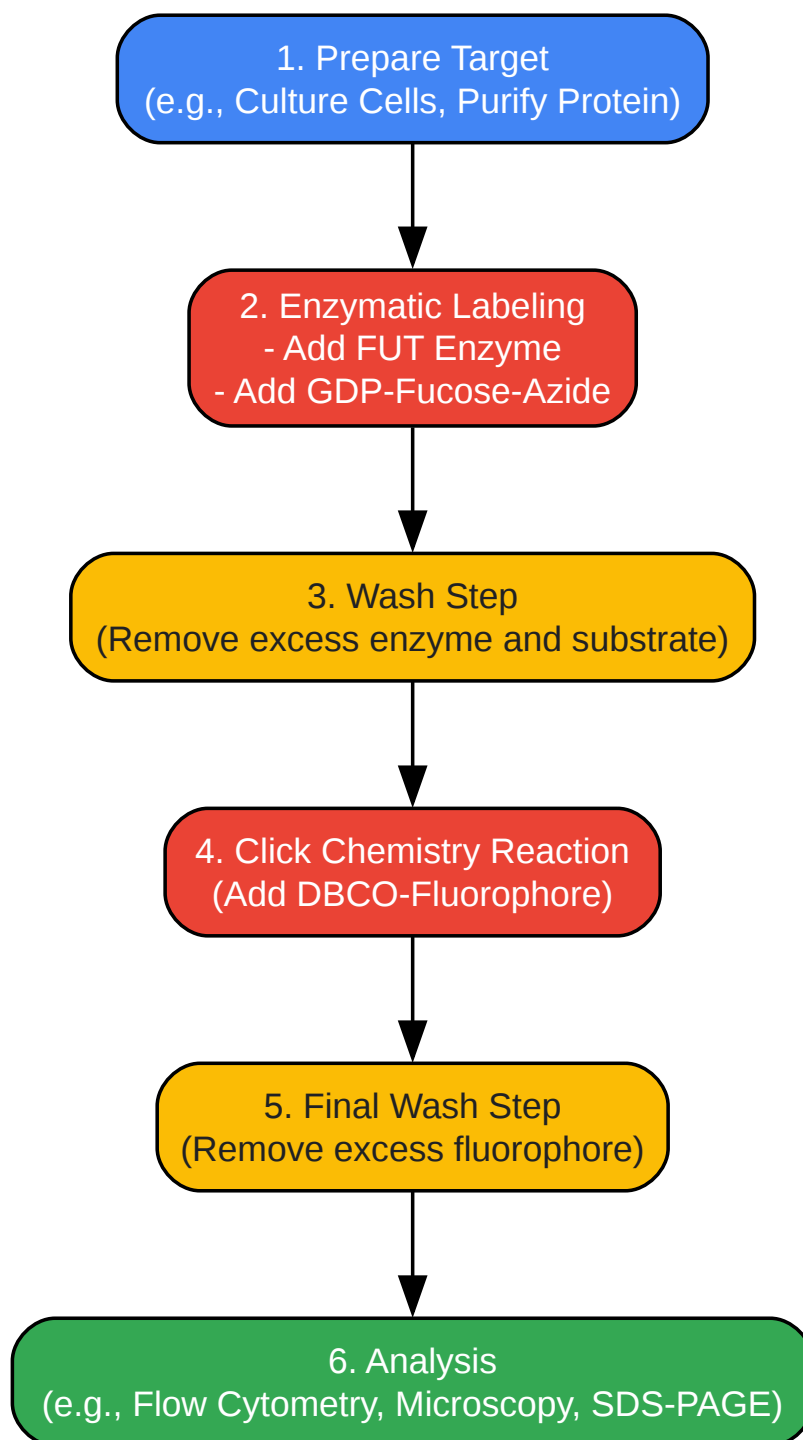 1. Prepare Target
(e.g., Culture Cells, Purify Protein)
2. Enzymatic Labeling
- Add FUT Enzyme
- Add GDP-Fucose-Azide
3. Wash Step
(Remove excess enzyme and substrate)
4. Click Chemistry Reaction
(Add DBCO-Fluorophore)
5. Final Wash Step
(Remove excess fluorophore)
6. Analysis
(e.g., Flow Cytometry, Microscopy, SDS-PAGE)